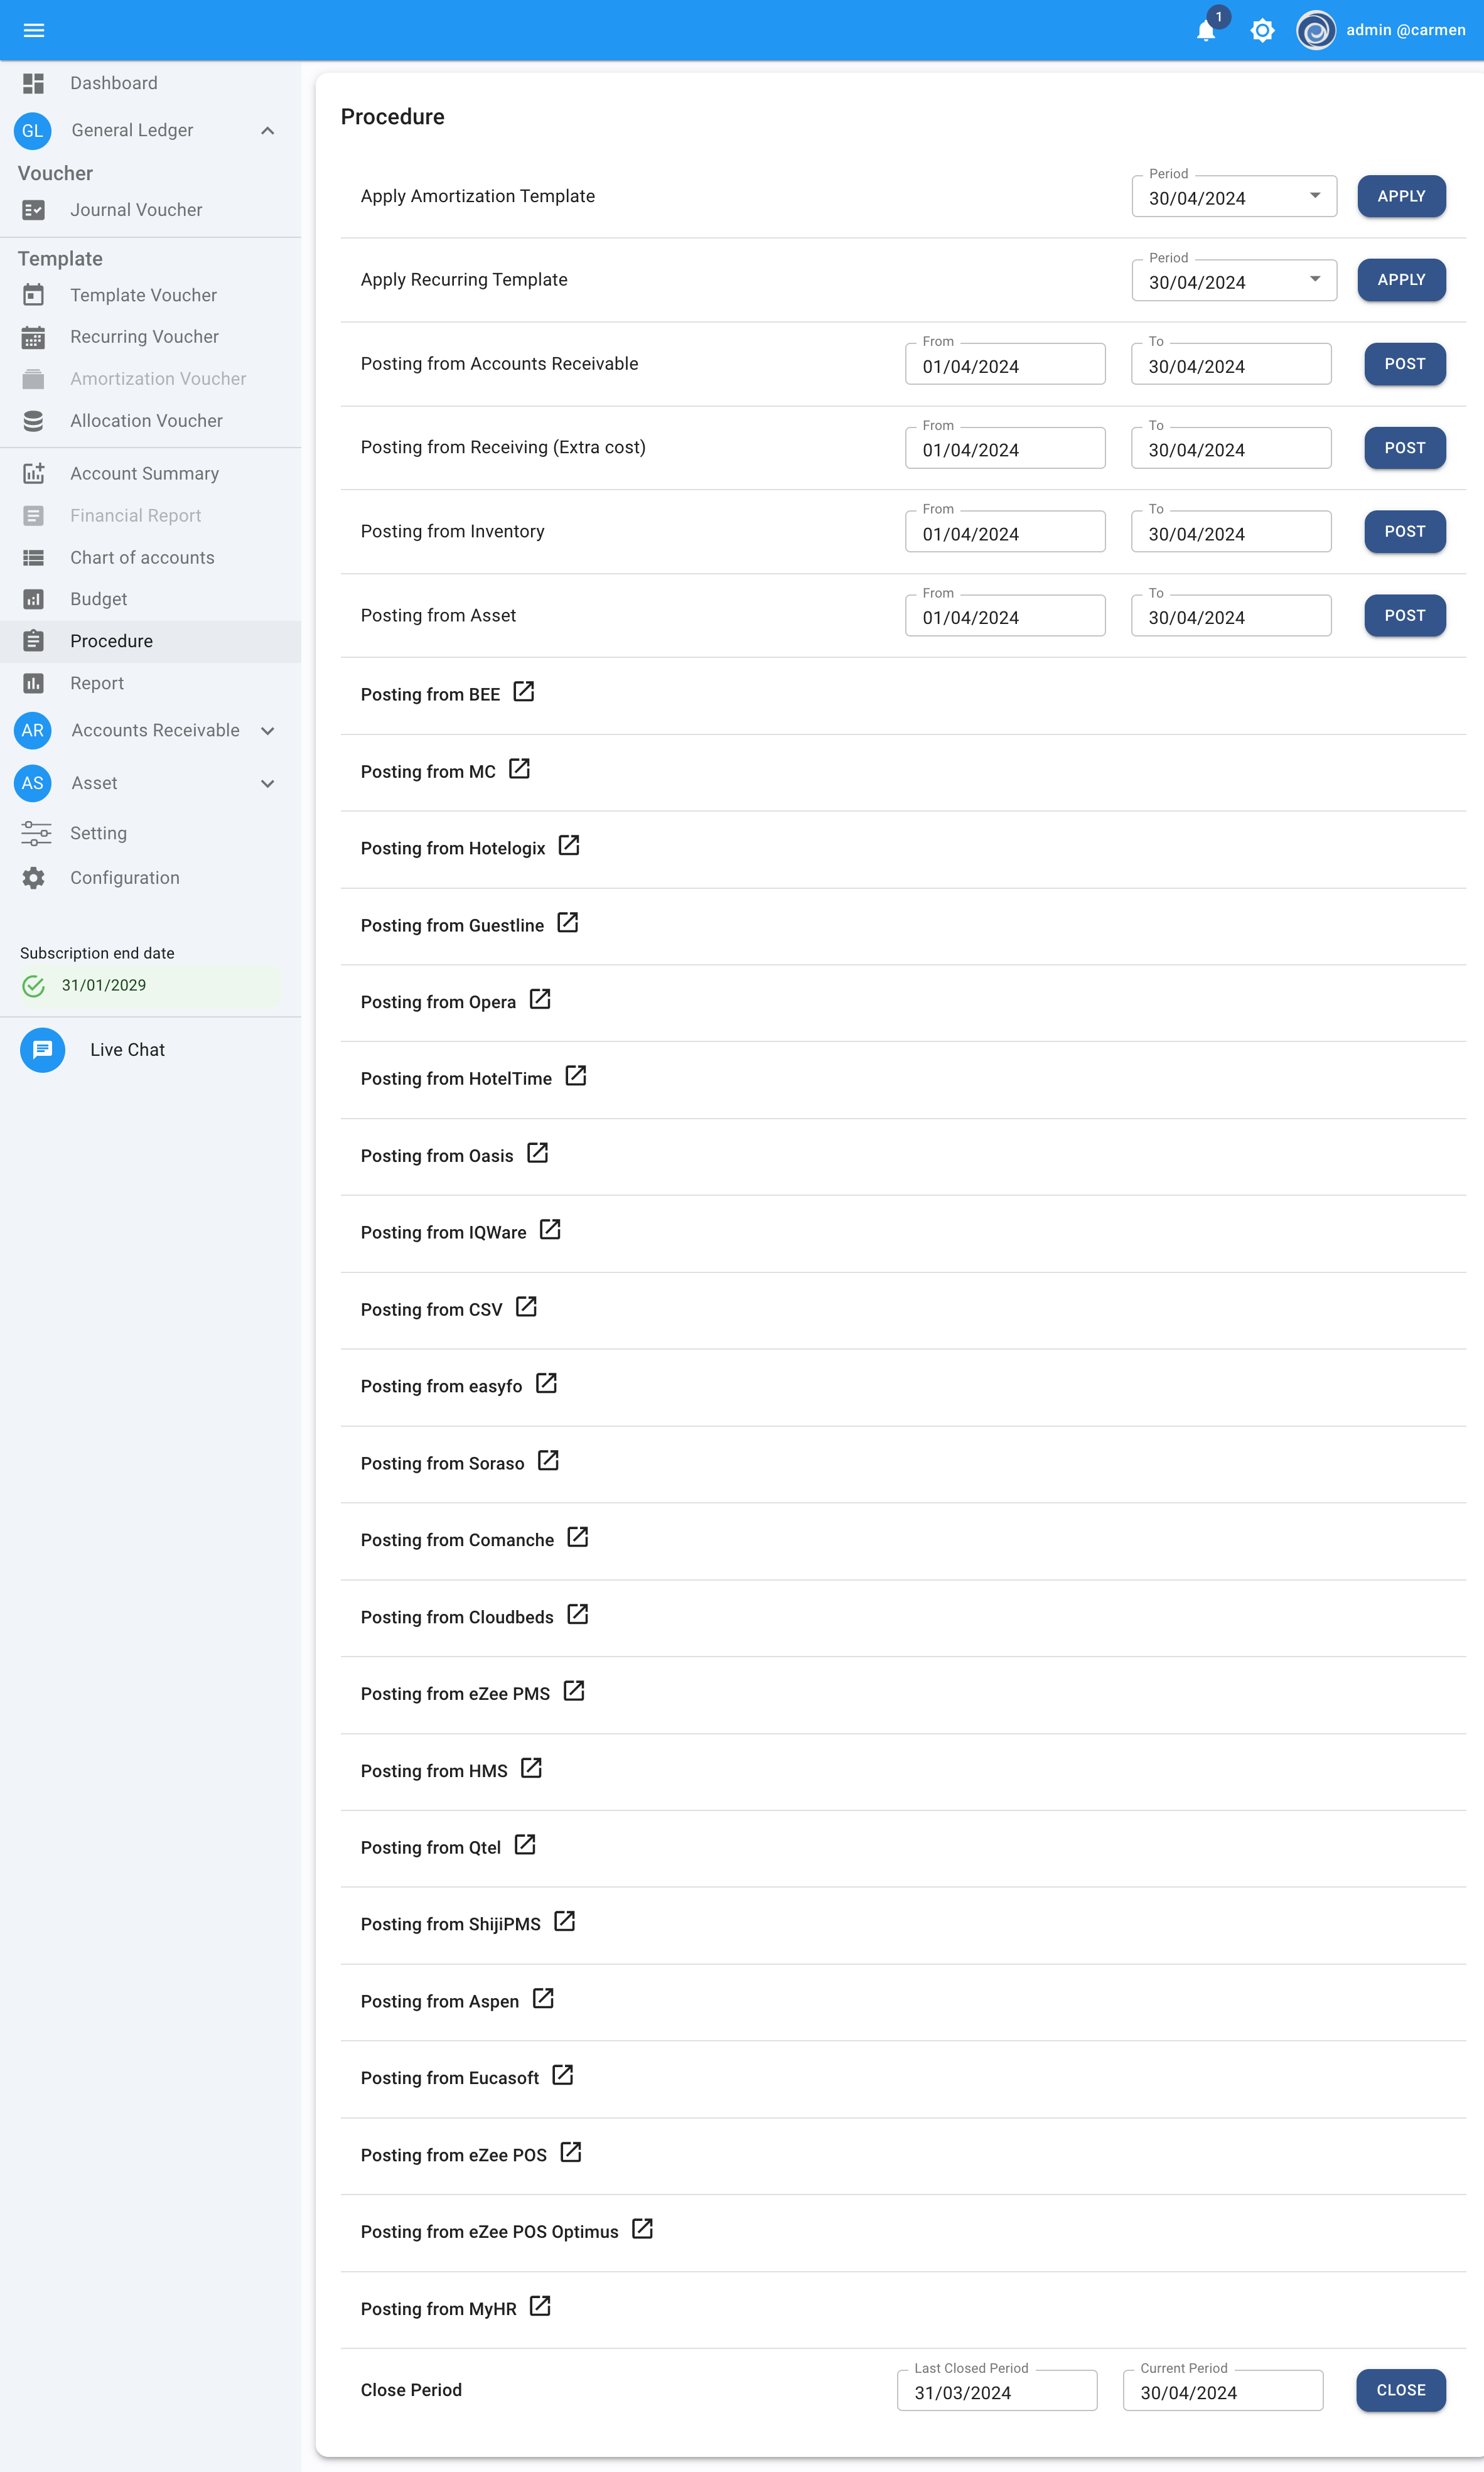 1
admin @carmen
Dashboard
GL General Ledger
Voucher
Journal Voucher
Template
Template Voucher
Recurring Voucher
Amortization Voucher
Allocation Voucher
Account Summary
Financial Report
Chart of accounts
Budget
Procedure
Report
AR Accounts Receivable
AS Asset
Setting
Configuration
Subscription end date
31/01/2029
Live Chat
Procedure
Period
Apply Amortization Template 30/04/2024 APPLY
Period
Apply Recurring Template 30/04/2024 APPLY
From To
Posting from Accounts Receivable 01/04/2024 30/04/2024 POST
From To
Posting from Receiving (Extra cost) 01/04/2024 30/04/2024 POST
From To
Posting from Inventory 01/04/2024 30/04/2024 POST
From To
Posting from Asset 01/04/2024 30/04/2024 POST
Posting from BEE
Posting from MC
Posting from Hotelogix
Posting from Guestline
Posting from Opera
Posting from HotelTime
Posting from Oasis
Posting from IQWare
Posting from CSV
Posting from easyfo
Posting from Soraso
Posting from Comanche
Posting from Cloudbeds
Posting from eZee PMS
Posting from HMS
Posting from Qtel
Posting from ShijiPMS
Posting from Aspen
Posting from Eucasoft
Posting from eZee POS
Posting from eZee POS Optimus
Posting from MyHR
Last Closed Period Current Period
Close Period 31/03/2024 30/04/2024 CLOSE